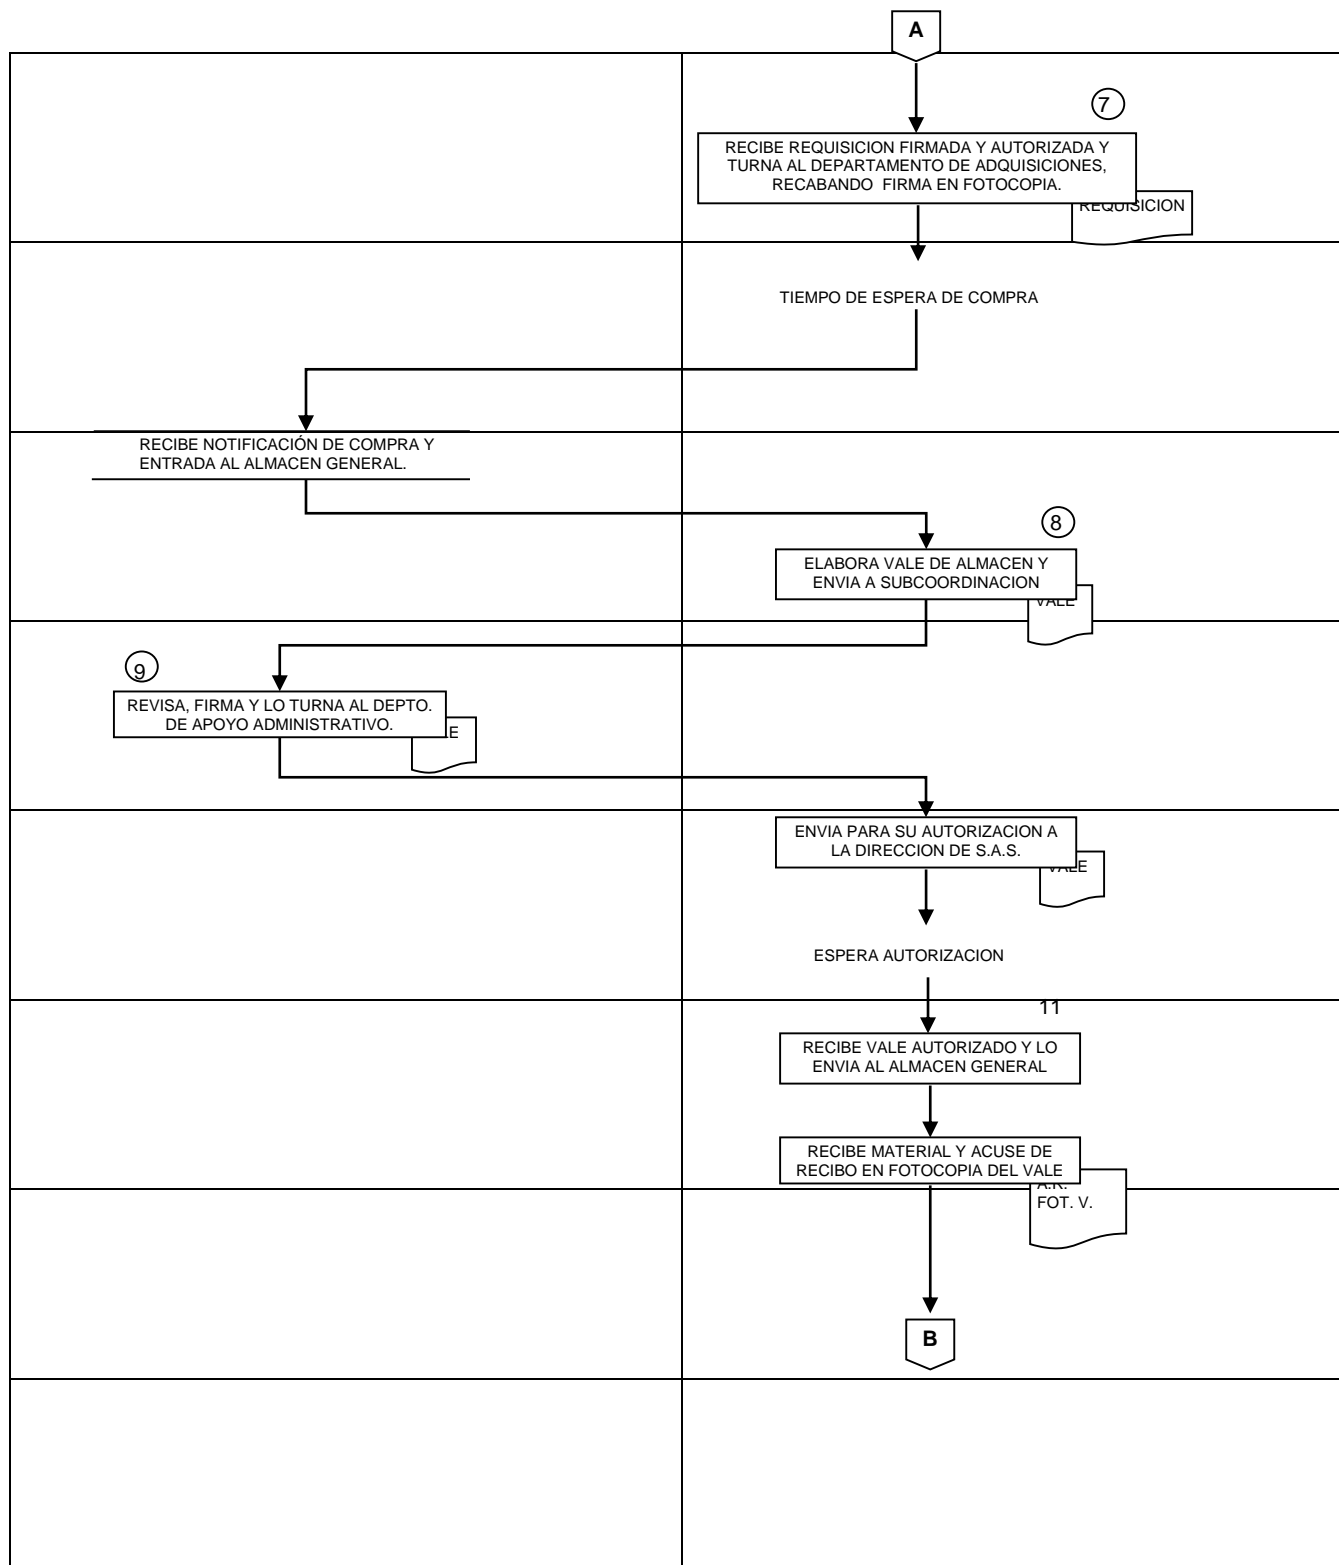 A
7
RECIBE REQUISICION FIRMADA Y AUTORIZADA Y
TURNA AL DEPARTAMENTO DE ADQUISICIONES,
RECABANDO FIRMA EN FOTOCOPIA.
REQUISICION
TIEMPO DE ESPERA DE COMPRA
RECIBE NOTIFICACIÓN DE COMPRA Y
ENTRADA AL ALMACEN GENERAL.
8
ELABORA VALE DE ALMACEN Y
ENVIA A SUBCOORDINACION
VALE
9
REVISA, FIRMA Y LO TURNA AL DEPTO.
DE APOYO ADMINISTRATIVO.
ENVIA PARA SU AUTORIZACION A
LA DIRECCION DE S.A.S.
VALE
ESPERA AUTORIZACION
11
RECIBE VALE AUTORIZADO Y LO
ENVIA AL ALMACEN GENERAL
RECIBE MATERIAL Y ACUSE DE
RECIBO EN FOTOCOPIA DEL VALE
A.R.
FOT. V.
B